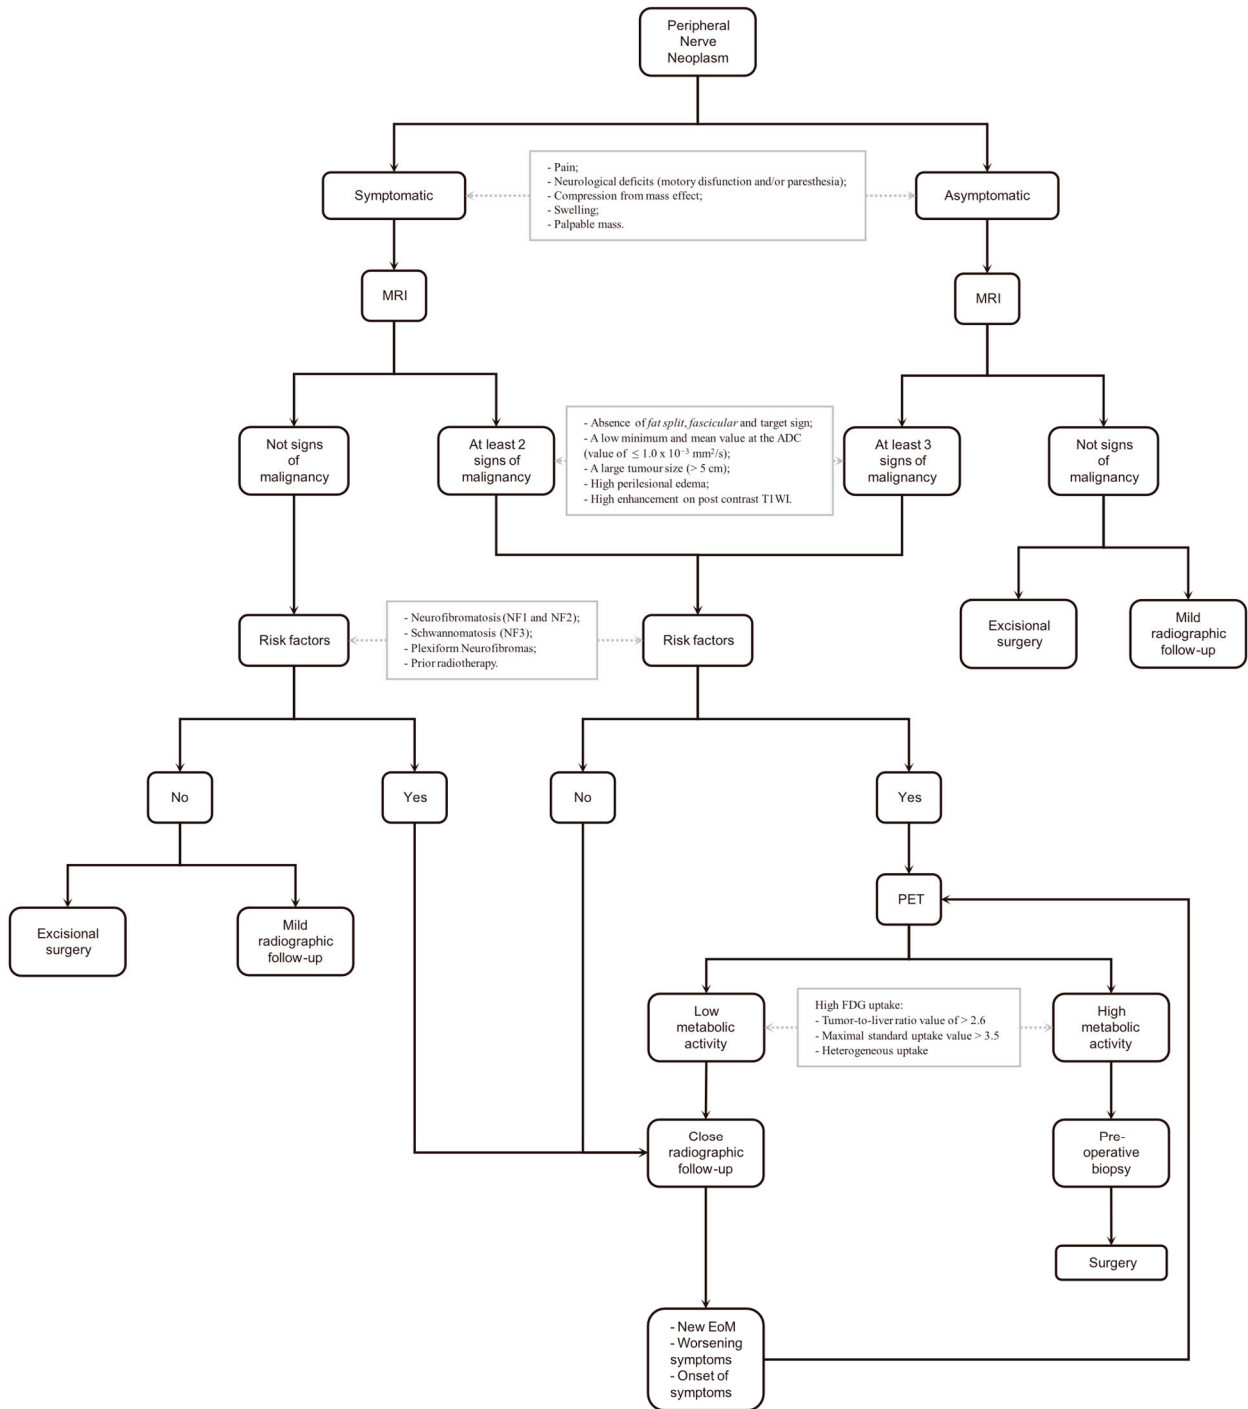 Peripheral
Nerve
Neoplasm
Symptomatic
- Pain;
- Neurological deficits (motory disfunction and/or paresthesia);
- Compression from mass effect;
- Swelling;
- Palpable mass.
Asymptomatic
MRI
MRI
Not signs
of
malignancy
At least 2
signs of
malignancy
- Absence of fat split, fascicular and target sign;
- A low minimum and mean value at the ADC
(value of ≤ 1.0 x 10⁻³ mm²/s);
- A large tumour size (> 5 cm);
- High perilesional edema;
- High enhancement on post contrast T1WI.
At least 3
signs of
malignancy
Not signs
of
malignancy
Excisional
surgery
Mild
radiographic
follow-up
Risk factors
- Neurofibromatosis (NF1 and NF2);
- Schwannomatosis (NF3);
- Plexiform Neurofibromas;
- Prior radiotherapy.
Risk factors
No
Yes
No
Yes
Excisional
surgery
Mild
radiographic
follow-up
PET
Low
metabolic
activity
High FDG uptake:
- Tumor-to-liver ratio value of > 2.6
- Maximal standard uptake value > 3.5
- Heterogeneous uptake
High
metabolic
activity
Close
radiographic
follow-up
Pre-
operative
biopsy
Surgery
- New EoM
- Worsening
symptoms
- Onset of
symptoms